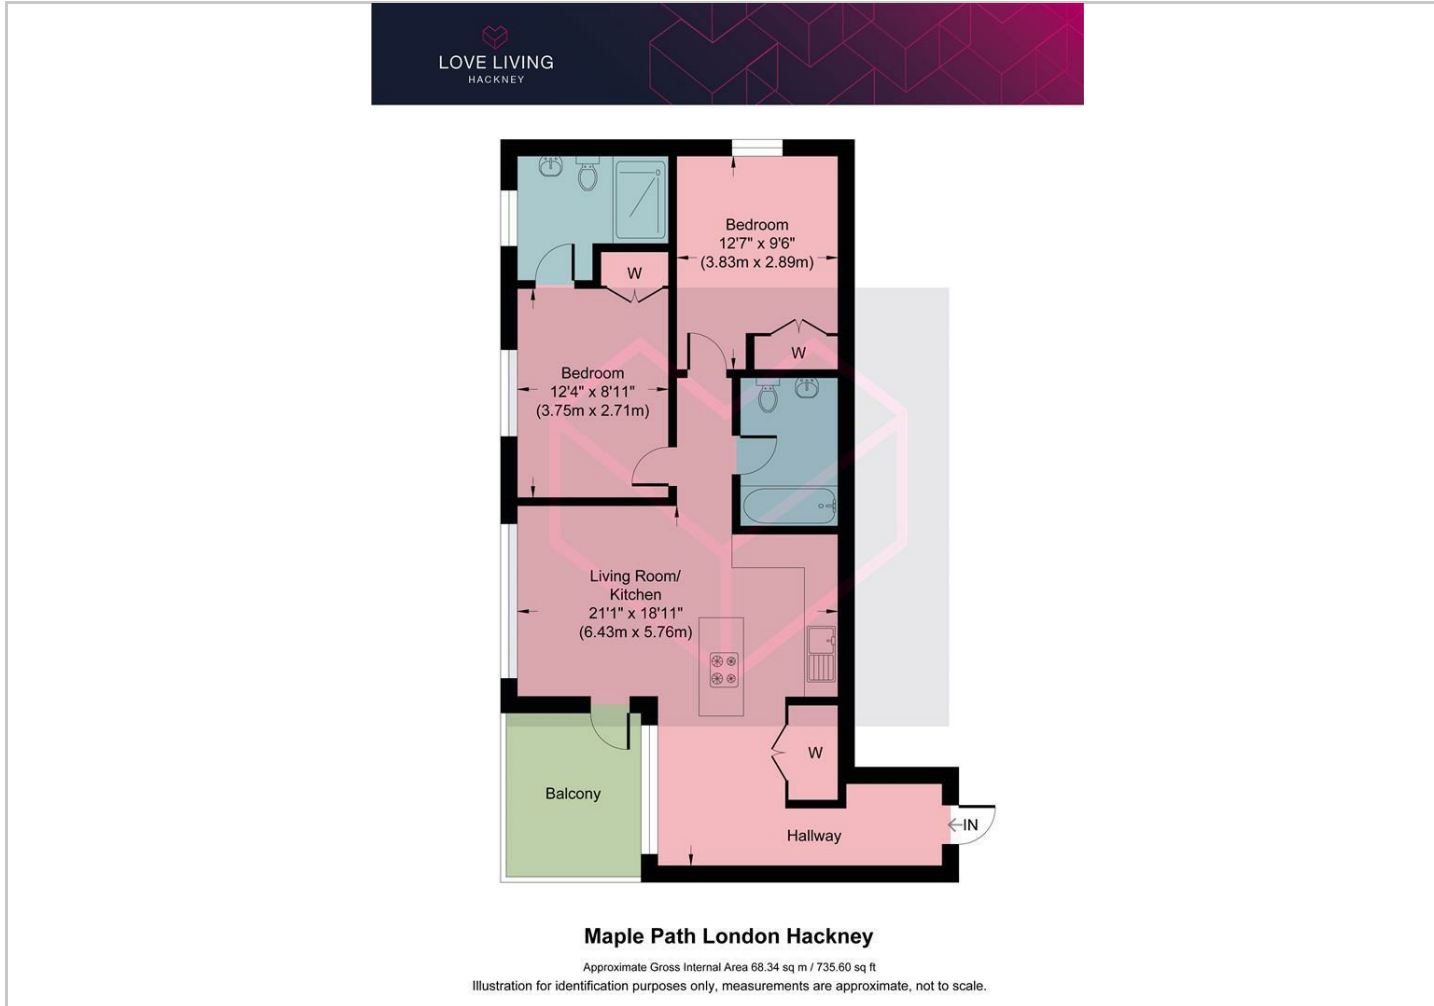 LOVE LIVING
HACKNEY
Bedroom
12'7" x 9'6"
(3.83m x 2.89m)
W
W
Bedroom
12'4" x 8'11"
(3.75m x 2.71m)
Living Room/
Kitchen
21'1" x 18'11"
(6.43m x 5.76m)
W
Balcony
Hallway
IN
Maple Path London Hackney
Approximate Gross Internal Area 68.34 sq m / 735.60 sq ft
Illustration for identification purposes only, measurements are approximate, not to scale.